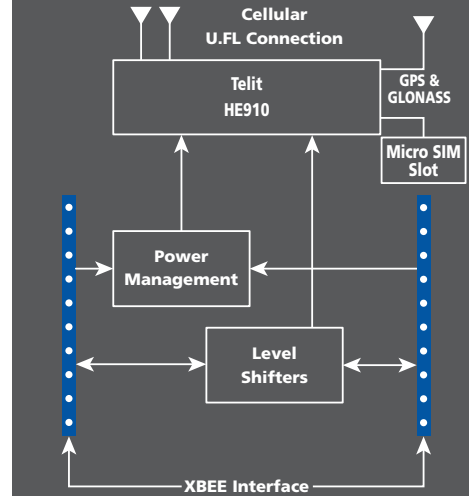 Cellular
U.FL Connection
Telit
HE910
GPS &
GLONASS
Micro SIM
Slot
Power
Management
Level
Shifters
XBEE Interface